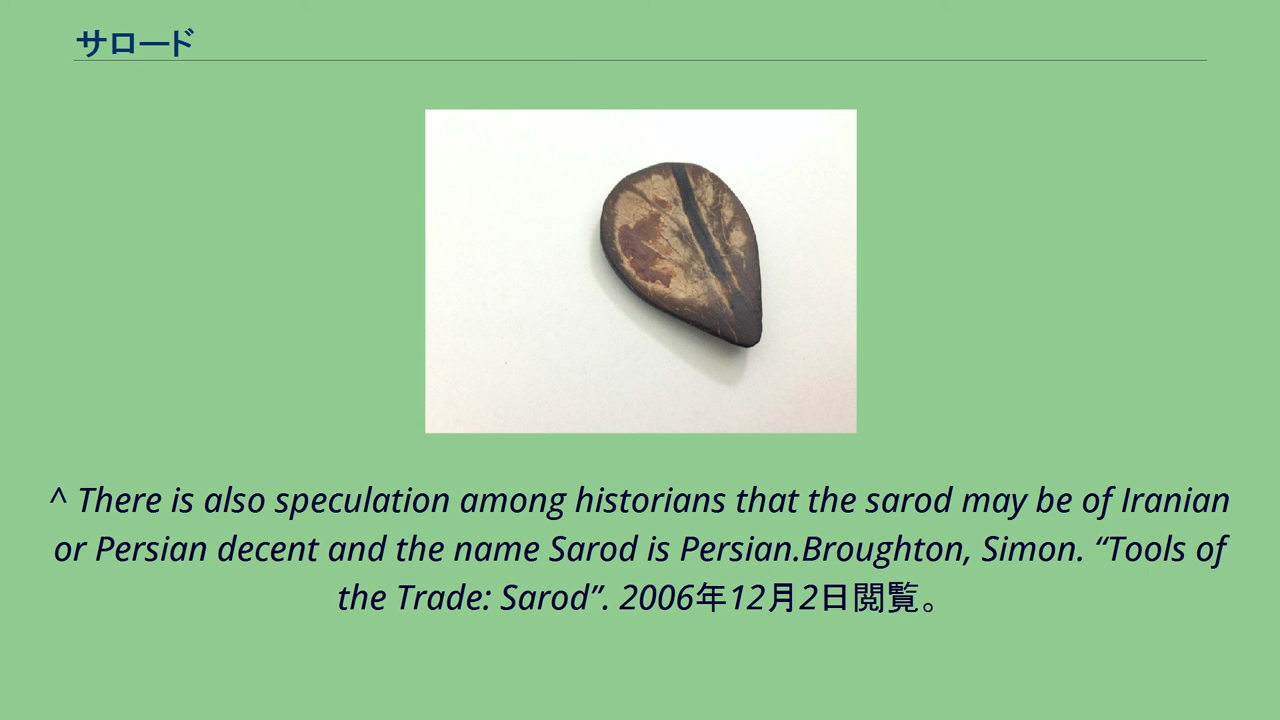 サロード
^ There is also speculation among historians that the sarod may be of Iranian
or Persian decent and the name Sarod is Persian.Broughton, Simon. “Tools of
the Trade: Sarod”. 2006年12月2日閲覧。